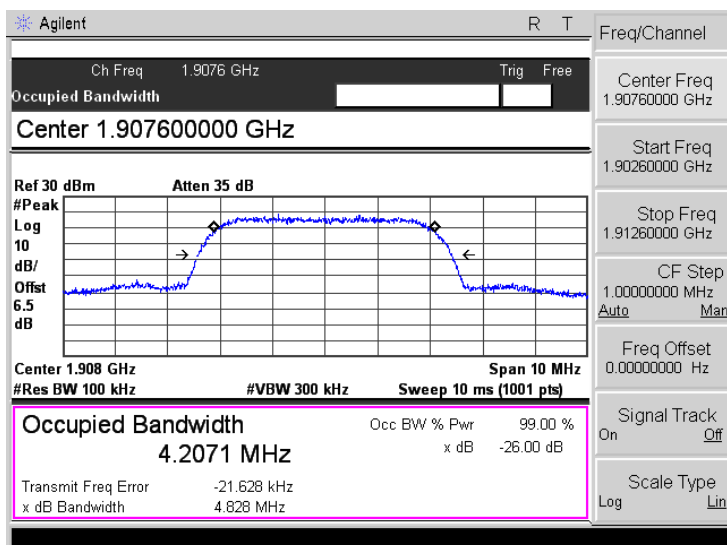 Agilent R T
Ch Freq 1.9076 GHz Trig Free
Occupied Bandwidth
Center 1.907600000 GHz
Ref 30 dBm Atten 35 dB
#Peak
Log
10
dB/
Offst
6.5
dB
Center 1.908 GHz Span 10 MHz
#Res BW 100 kHz #VBW 300 kHz Sweep 10 ms (1001 pts)
Occupied Bandwidth Occ BW % Pwr 99.00 %
4.2071 MHz x dB -26.00 dB
Transmit Freq Error -21.628 kHz
x dB Bandwidth 4.828 MHz
Freq/Channel
Center Freq
1.90760000 GHz
Start Freq
1.90260000 GHz
Stop Freq
1.91260000 GHz
CF Step
1.00000000 MHz
Auto Man
Freq Offset
0.00000000 Hz
Signal Track
On Off
Scale Type
Log Lin